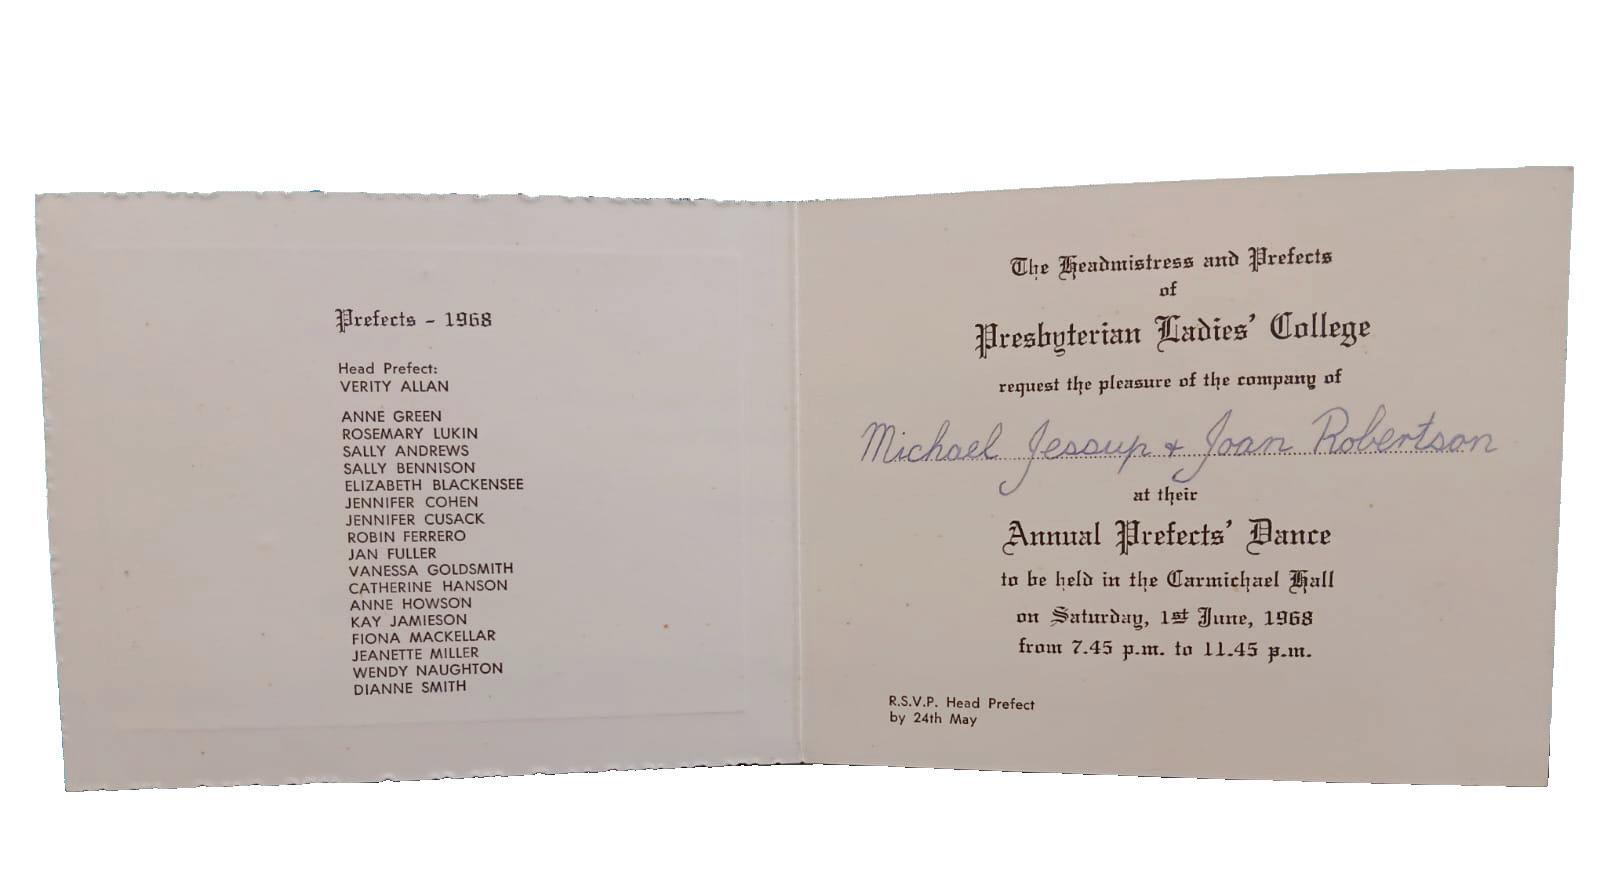 Prefects - 1968
Head Prefect:
VERITY ALLAN
ANNE GREEN
ROSEMARY LUKIN
SALLY ANDREWS
SALLY BENNISON
ELIZABETH BLACKENSEE
JENNIFER COHEN
JENNIFER CUSACK
ROBIN FERRERO
JAN FULLER
VANESSA GOLDSMITH
CATHERINE HANSON
ANNE HOWSON
KAY JAMIESON
FIONA MACKELLAR
JEANETTE MILLER
WENDY NAUGHTON
DIANNE SMITH
The Headmistress and Prefects
of
Presbyterian Ladies' College
request the pleasure of the company of
Michael Jessup & Joan Robertson
at their
Annual Prefects' Dance
to be held in the Carmichael Hall
on Saturday, 1st June, 1968
from 7.45 p.m. to 11.45 p.m.
R.S.V.P. Head Prefect
by 24th May